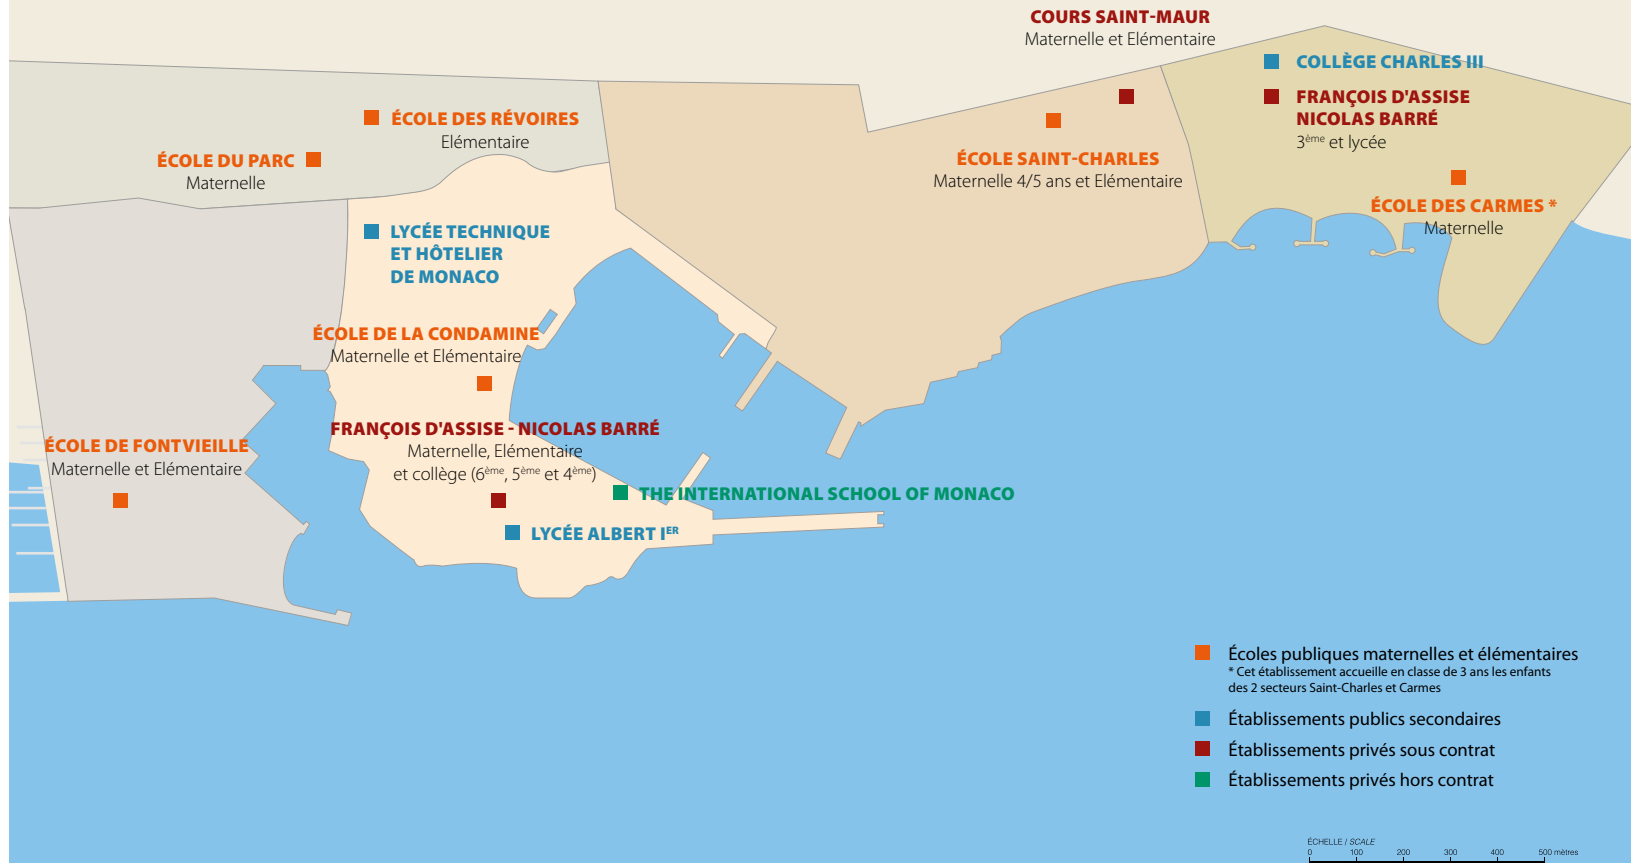 COURS SAINT-MAUR
Maternelle et Elémentaire
COLLÈGE CHARLES III
FRANÇOIS D'ASSISE
NICOLAS BARRÉ
3ème et lycée
ÉCOLE DES RÉVOIRES
Elémentaire
ÉCOLE DU PARC
Maternelle
ÉCOLE SAINT-CHARLES
Maternelle 4/5 ans et Elémentaire
ÉCOLE DES CARMES *
Maternelle
LYCÉE TECHNIQUE
ET HÔTELIER
DE MONACO
ÉCOLE DE LA CONDAMINE
Maternelle et Elémentaire
FRANÇOIS D'ASSISE - NICOLAS BARRÉ
Maternelle, Elémentaire
et collège (6ème, 5ème et 4ème)
ÉCOLE DE FONTVIEILLE
Maternelle et Elémentaire
THE INTERNATIONAL SCHOOL OF MONACO
LYCÉE ALBERT IER
Écoles publiques maternelles et élémentaires
* Cet établissement accueille en classe de 3 ans les enfants
des 2 secteurs Saint-Charles et Carmes
Établissements publics secondaires
Établissements privés sous contrat
Établissements privés hors contrat
ÉCHELLE / SCALE
0 100 200 300 400 500 mètres